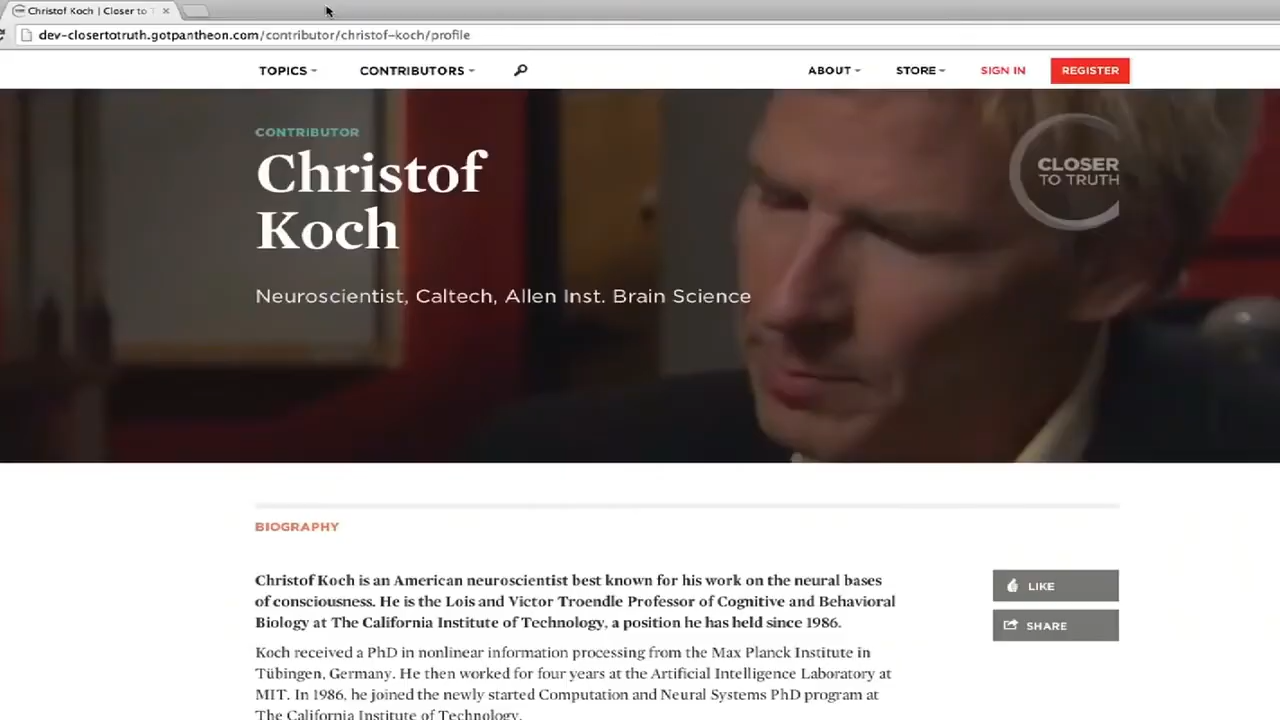 Christof Koch | Closer to T
dev-closertotruth.gotpantheon.com/contributor/christof-koch/profile
TOPICS CONTRIBUTORS ABOUT STORE SIGN IN REGISTER
CONTRIBUTOR
Christof
Koch
CLOSER
TO TRUTH
Neuroscientist, Caltech, Allen Inst. Brain Science
BIOGRAPHY
Christof Koch is an American neuroscientist best known for his work on the neural bases
of consciousness. He is the Lois and Victor Troendle Professor of Cognitive and Behavioral
Biology at The California Institute of Technology, a position he has held since 1986.
Koch received a PhD in nonlinear information processing from the Max Planck Institute in
Tübingen, Germany. He then worked for four years at the Artificial Intelligence Laboratory at
MIT. In 1986, he joined the newly started Computation and Neural Systems PhD program at
The California Institute of Technology.
LIKE
SHARE